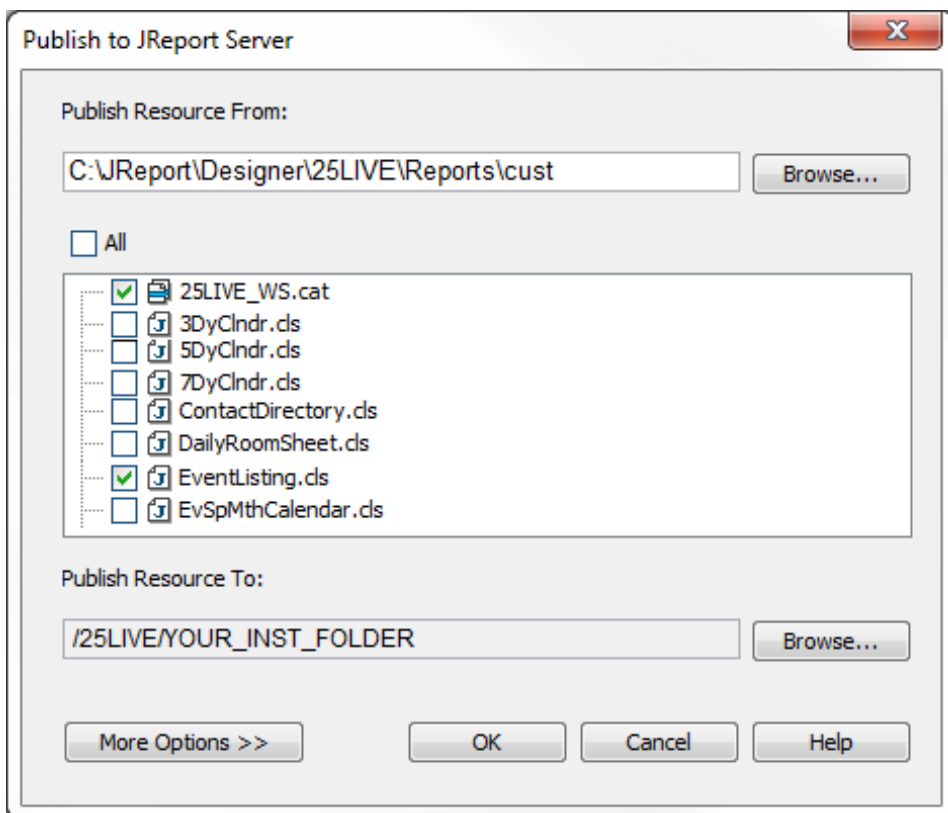 Publish to JReport Server
Publish Resource From:
C:\JReport\Designer\25LIVE\Reports\cust
Browse...
All
25LIVE_WS.cat
3DyClndr.cls
5DyClndr.cls
7DyClndr.cls
ContactDirectory.cls
DailyRoomSheet.cls
EventListing.cls
EvSpMthCalendar.cls
Publish Resource To:
/25LIVE/YOUR_INST_FOLDER
Browse...
More Options >>
OK
Cancel
Help